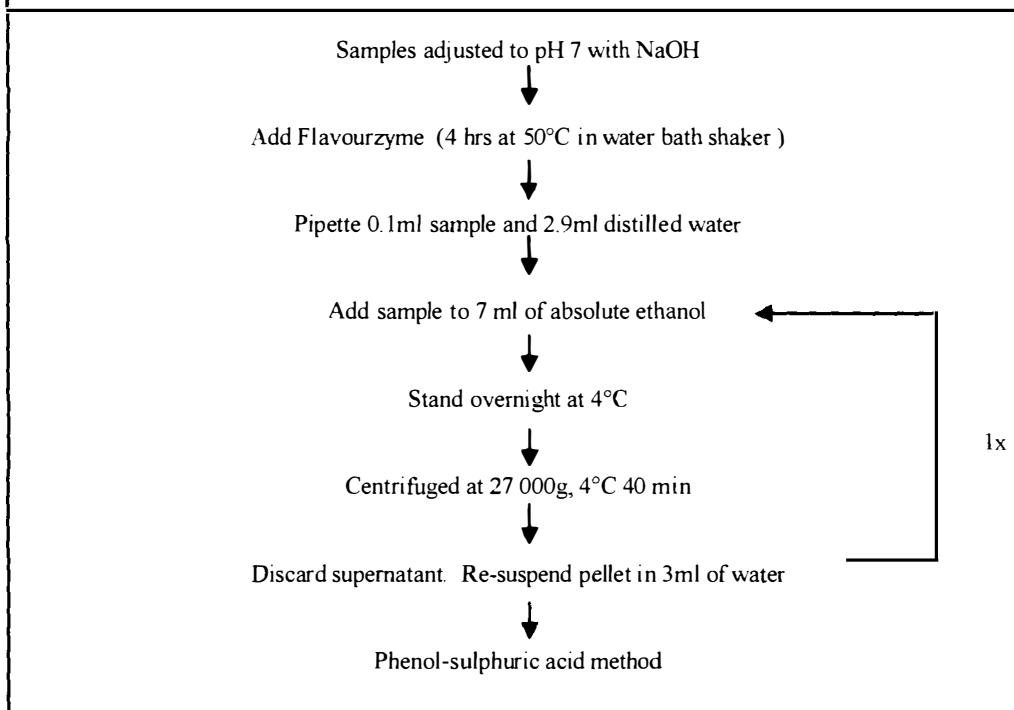 Samples adjusted to pH 7 with NaOH
Add Flavourzyme (4 hrs at 50°C in water bath shaker )
Pipette 0.1ml sample and 2.9ml distilled water
Add sample to 7 ml of absolute ethanol
Stand overnight at 4°C
1x
Centrifuged at 27 000g, 4°C 40 min
Discard supernatant. Re-suspend pellet in 3ml of water
Phenol-sulphuric acid method